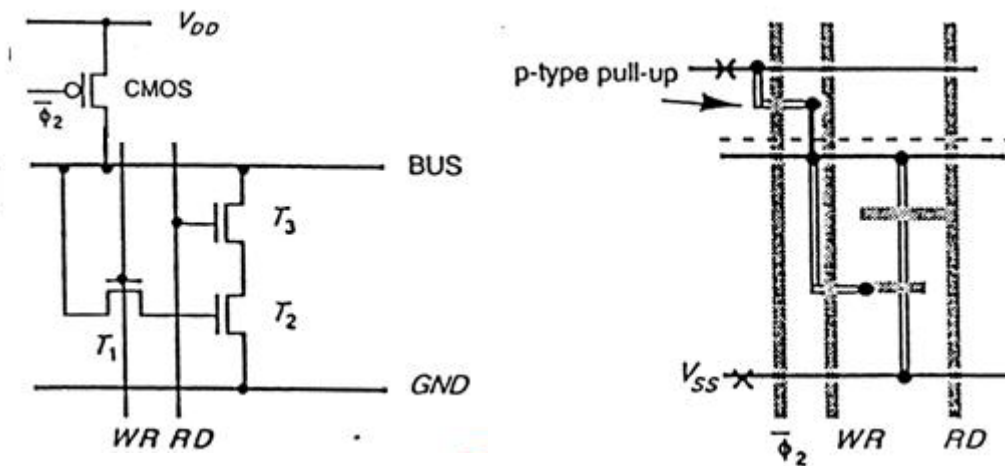 V_DD
CMOS
φ̅₂
BUS
T₃
T₂
T₁
GND
WR RD
p-type pull-up
V_SS
φ̅₂
WR
RD